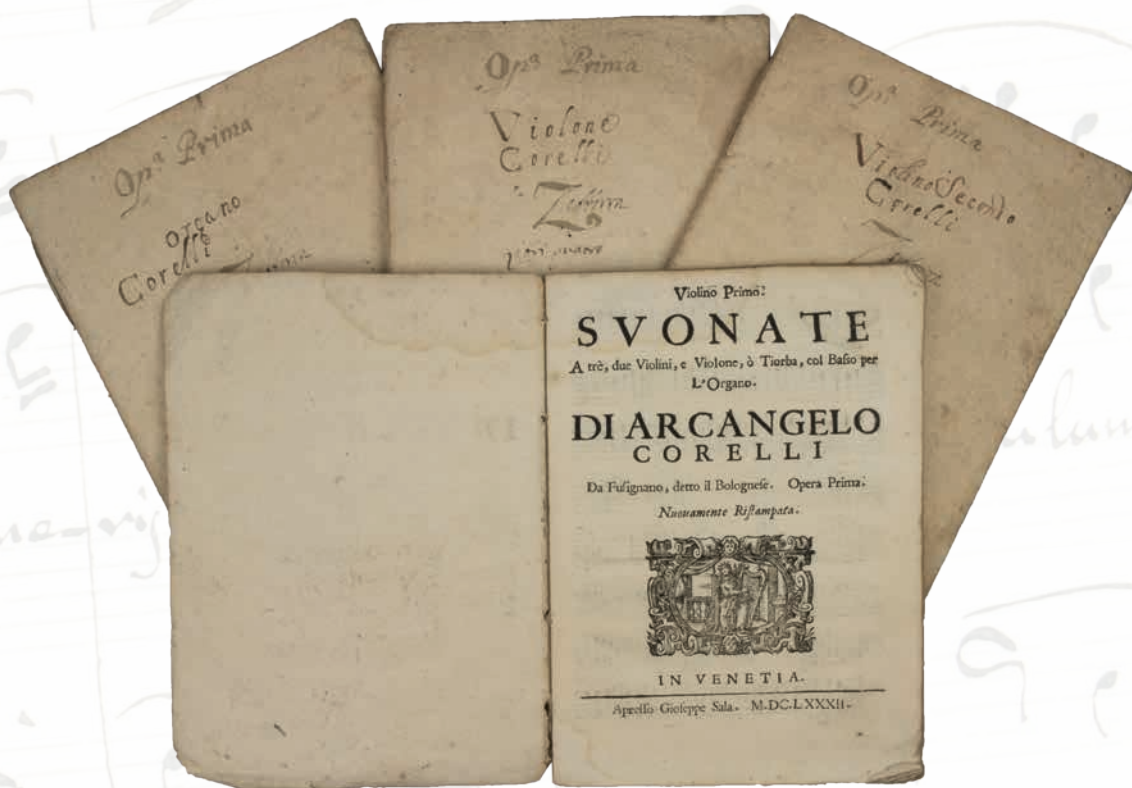 Opª Prima
Organo
Corelli
Opª Prima
Violone
Corelli
Opª Prima
Violino Secondo
Corelli
Violino Primo.
SVONATE
A trè, due Violini, e Violone, ò Tiorba, col Basso per
L'Organo.
DI ARCANGELO
CORELLI
Da Fusignano, detto il Bolognese. Opera Prima.
Nuouamente Ristampata.
IN VENETIA.
Apresso Gioseppe Sala. M.DC.LXXXII.